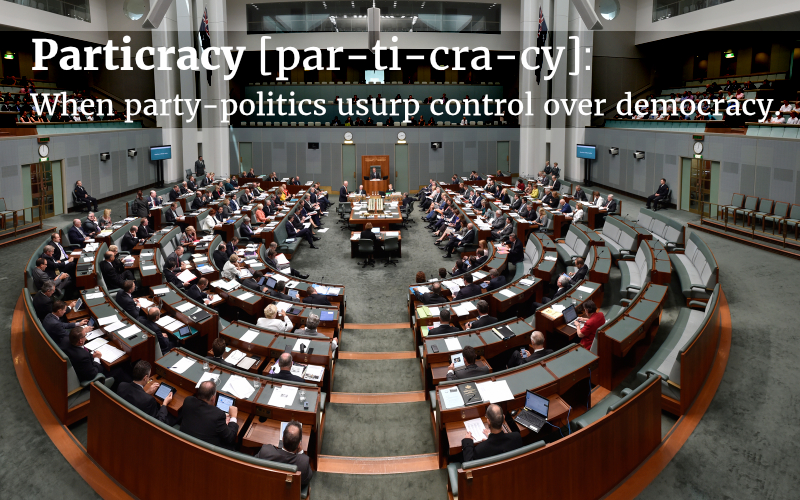 Particracy [par-ti-cra-cy]:
When party-politics usurp control over democracy.